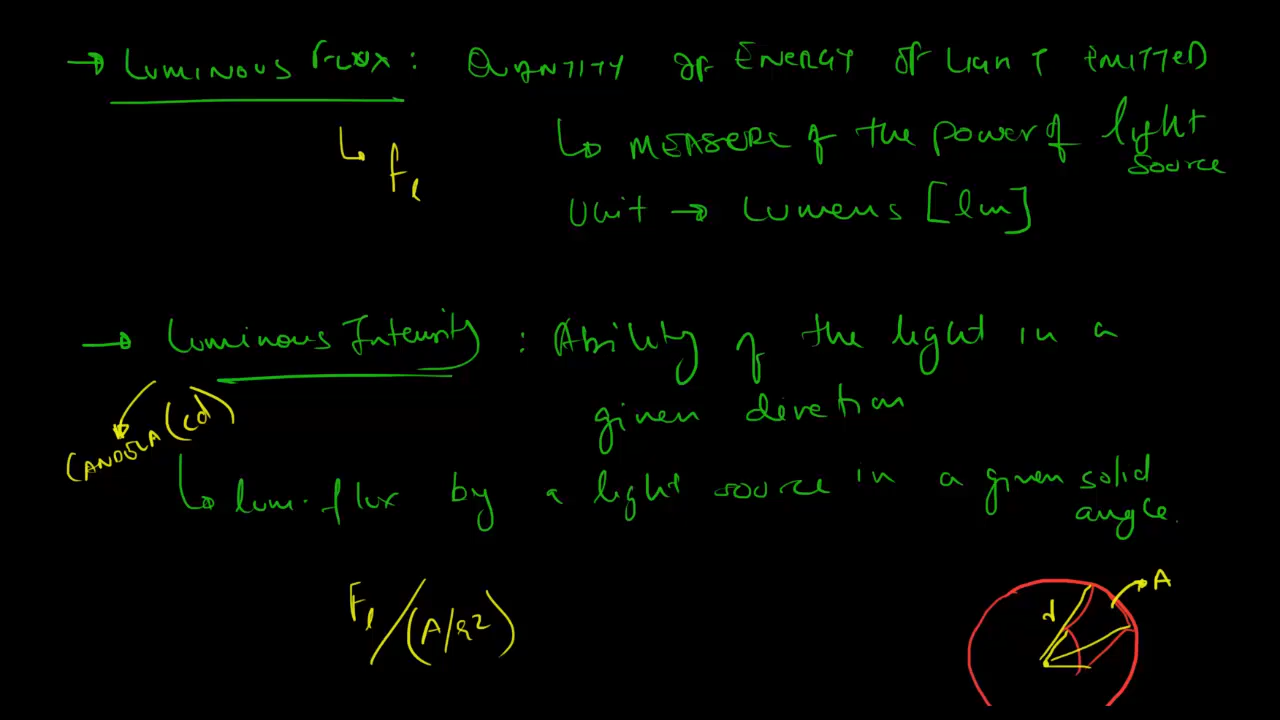 → Luminous Flux : QUANTITY OF ENERGY OF LIGHT EMITTED
↳ Fl
↳ MEASERE of the power of light source
Unit → Lumens [lm]
→ Luminous Intensity : Ability of the light in a
given diretion
CANDELA (cd)
↳ lum. flux by a light source in a given solid
angle.
Fl/(A/r2)
A
d